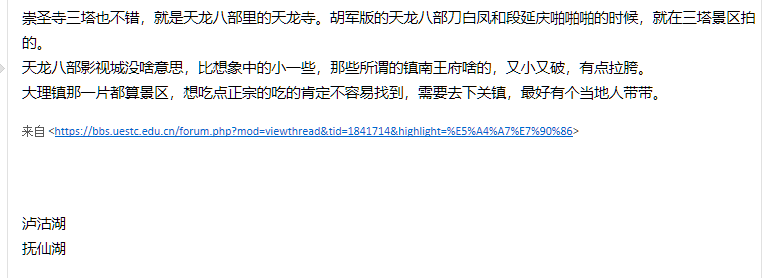 崇圣寺三塔也不错，就是天龙八部里的天龙寺。胡军版的天龙八部刀白凤和段延庆啪啪啪的时候，就在三塔景区拍
的。
天龙八部影视城没啥意思，比想象中的小一些，那些所谓的镇南王府啥的，又小又破，有点拉胯。
大理镇那一片都算景区，想吃点正宗的吃的肯定不容易找到，需要去下关镇，最好有个当地人带带。
来自 <https://bbs.uestc.edu.cn/forum.php?mod=viewthread&tid=1841714&highlight=%E5%A4%A7%E7%90%86>
泸沽湖
抚仙湖